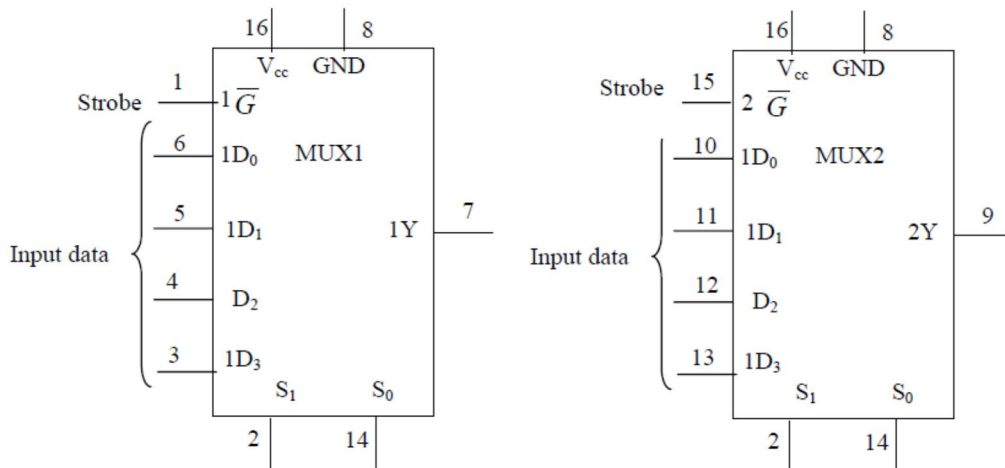 16 8
V_cc GND
1
Strobe 1 G̅
6 1D₀ MUX1
5 1D₁ 1Y 7
Input data
4 D₂
3 1D₃
S₁ S₀
2 14
16 8
V_cc GND
15
Strobe 2 G̅
10 1D₀ MUX2
11 1D₁ 2Y 9
Input data
12 D₂
13 1D₃
S₁ S₀
2 14